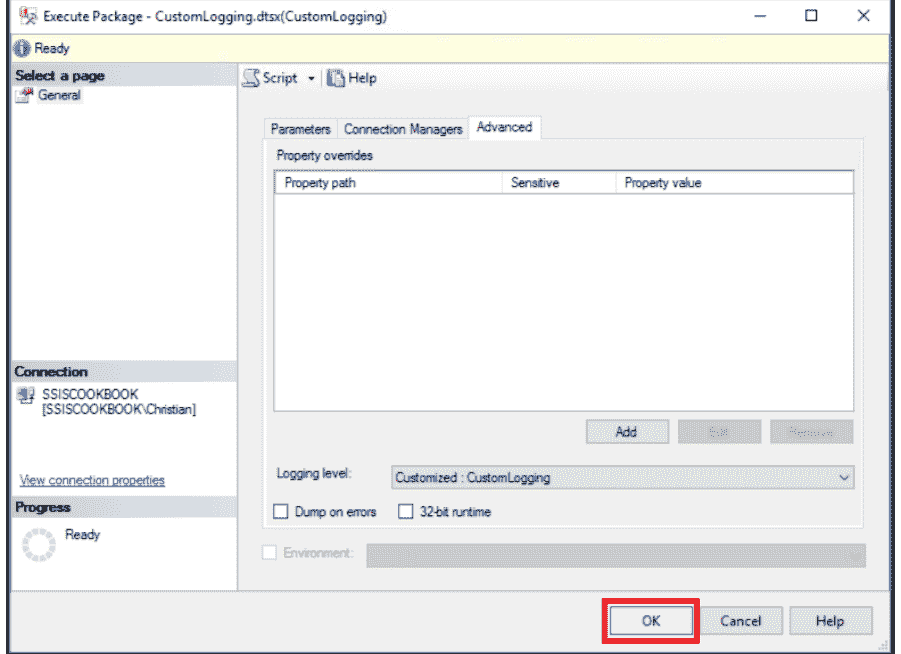 Execute Package - CustomLogging.dtsx(CustomLogging)
Ready
Select a page
General
Script
Help
Parameters
Connection Managers
Advanced
Property overrides
Property path
Sensitive
Property value
Add
Edit
Remove
Logging level:
Customized : CustomLogging
Dump on errors
32-bit runtime
Environment:
Connection
SSISCOOKBOOK
[SSISCOOKBOOK\Christian]
View connection properties
Progress
Ready
OK
Cancel
Help